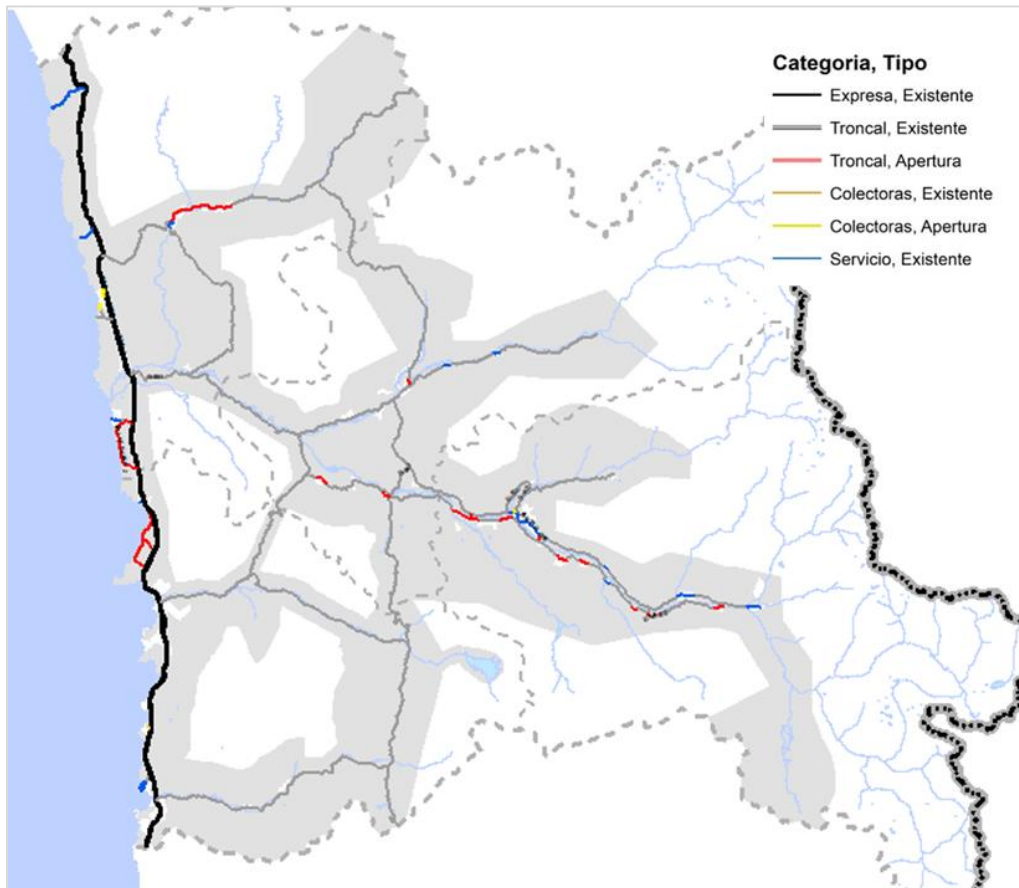 Categoria, Tipo
Expresa, Existente
Troncal, Existente
Troncal, Apertura
Colectoras, Existente
Colectoras, Apertura
Servicio, Existente